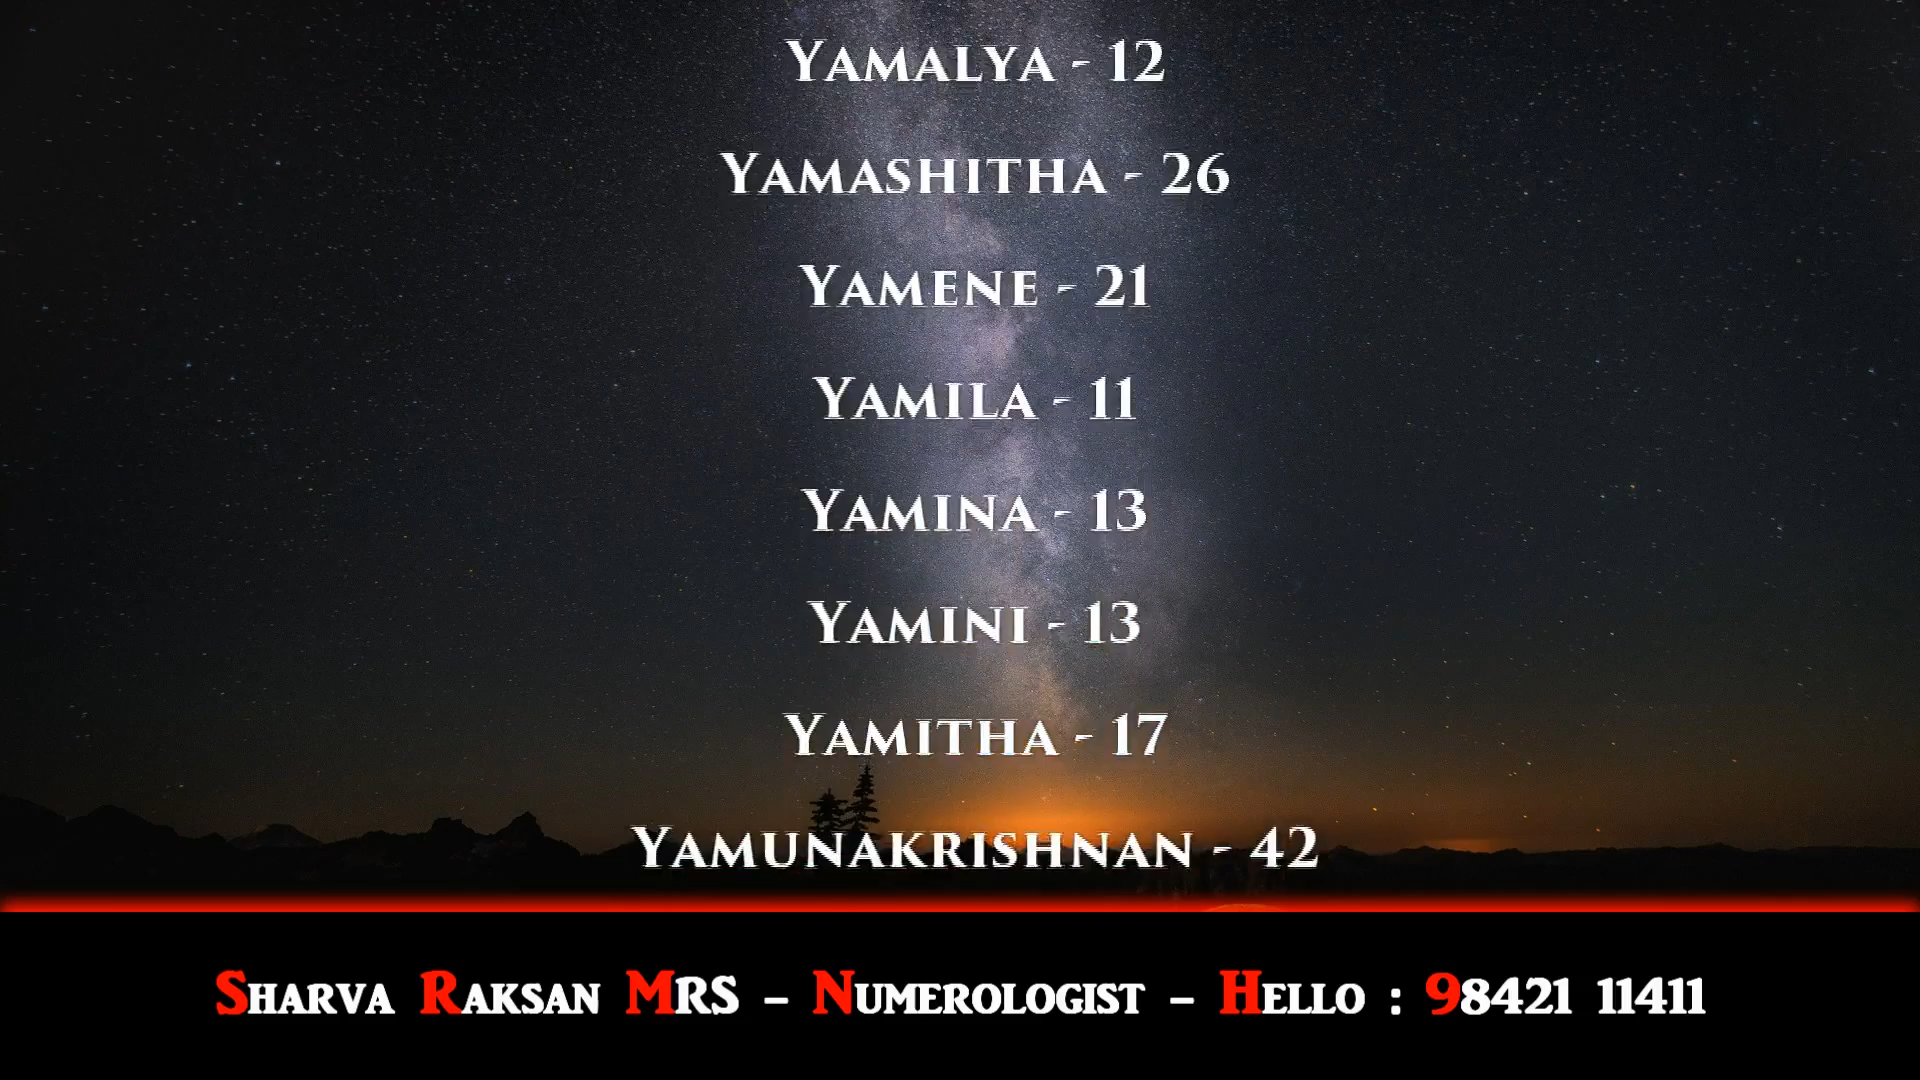 Yamalya - 12
Yamashitha - 26
Yamene - 21
Yamila - 11
Yamina - 13
Yamini - 13
Yamitha - 17
Yamunakrishnan - 42
Sharva Raksan MRS – Numerologist – Hello : 98421 11411